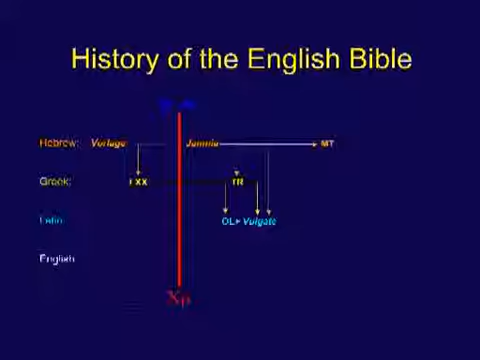 History of the English Bible
Hebrew: Vorlage Jamnia MT
Greek: LXX TR
Latin OL Vulgate
English
Xp